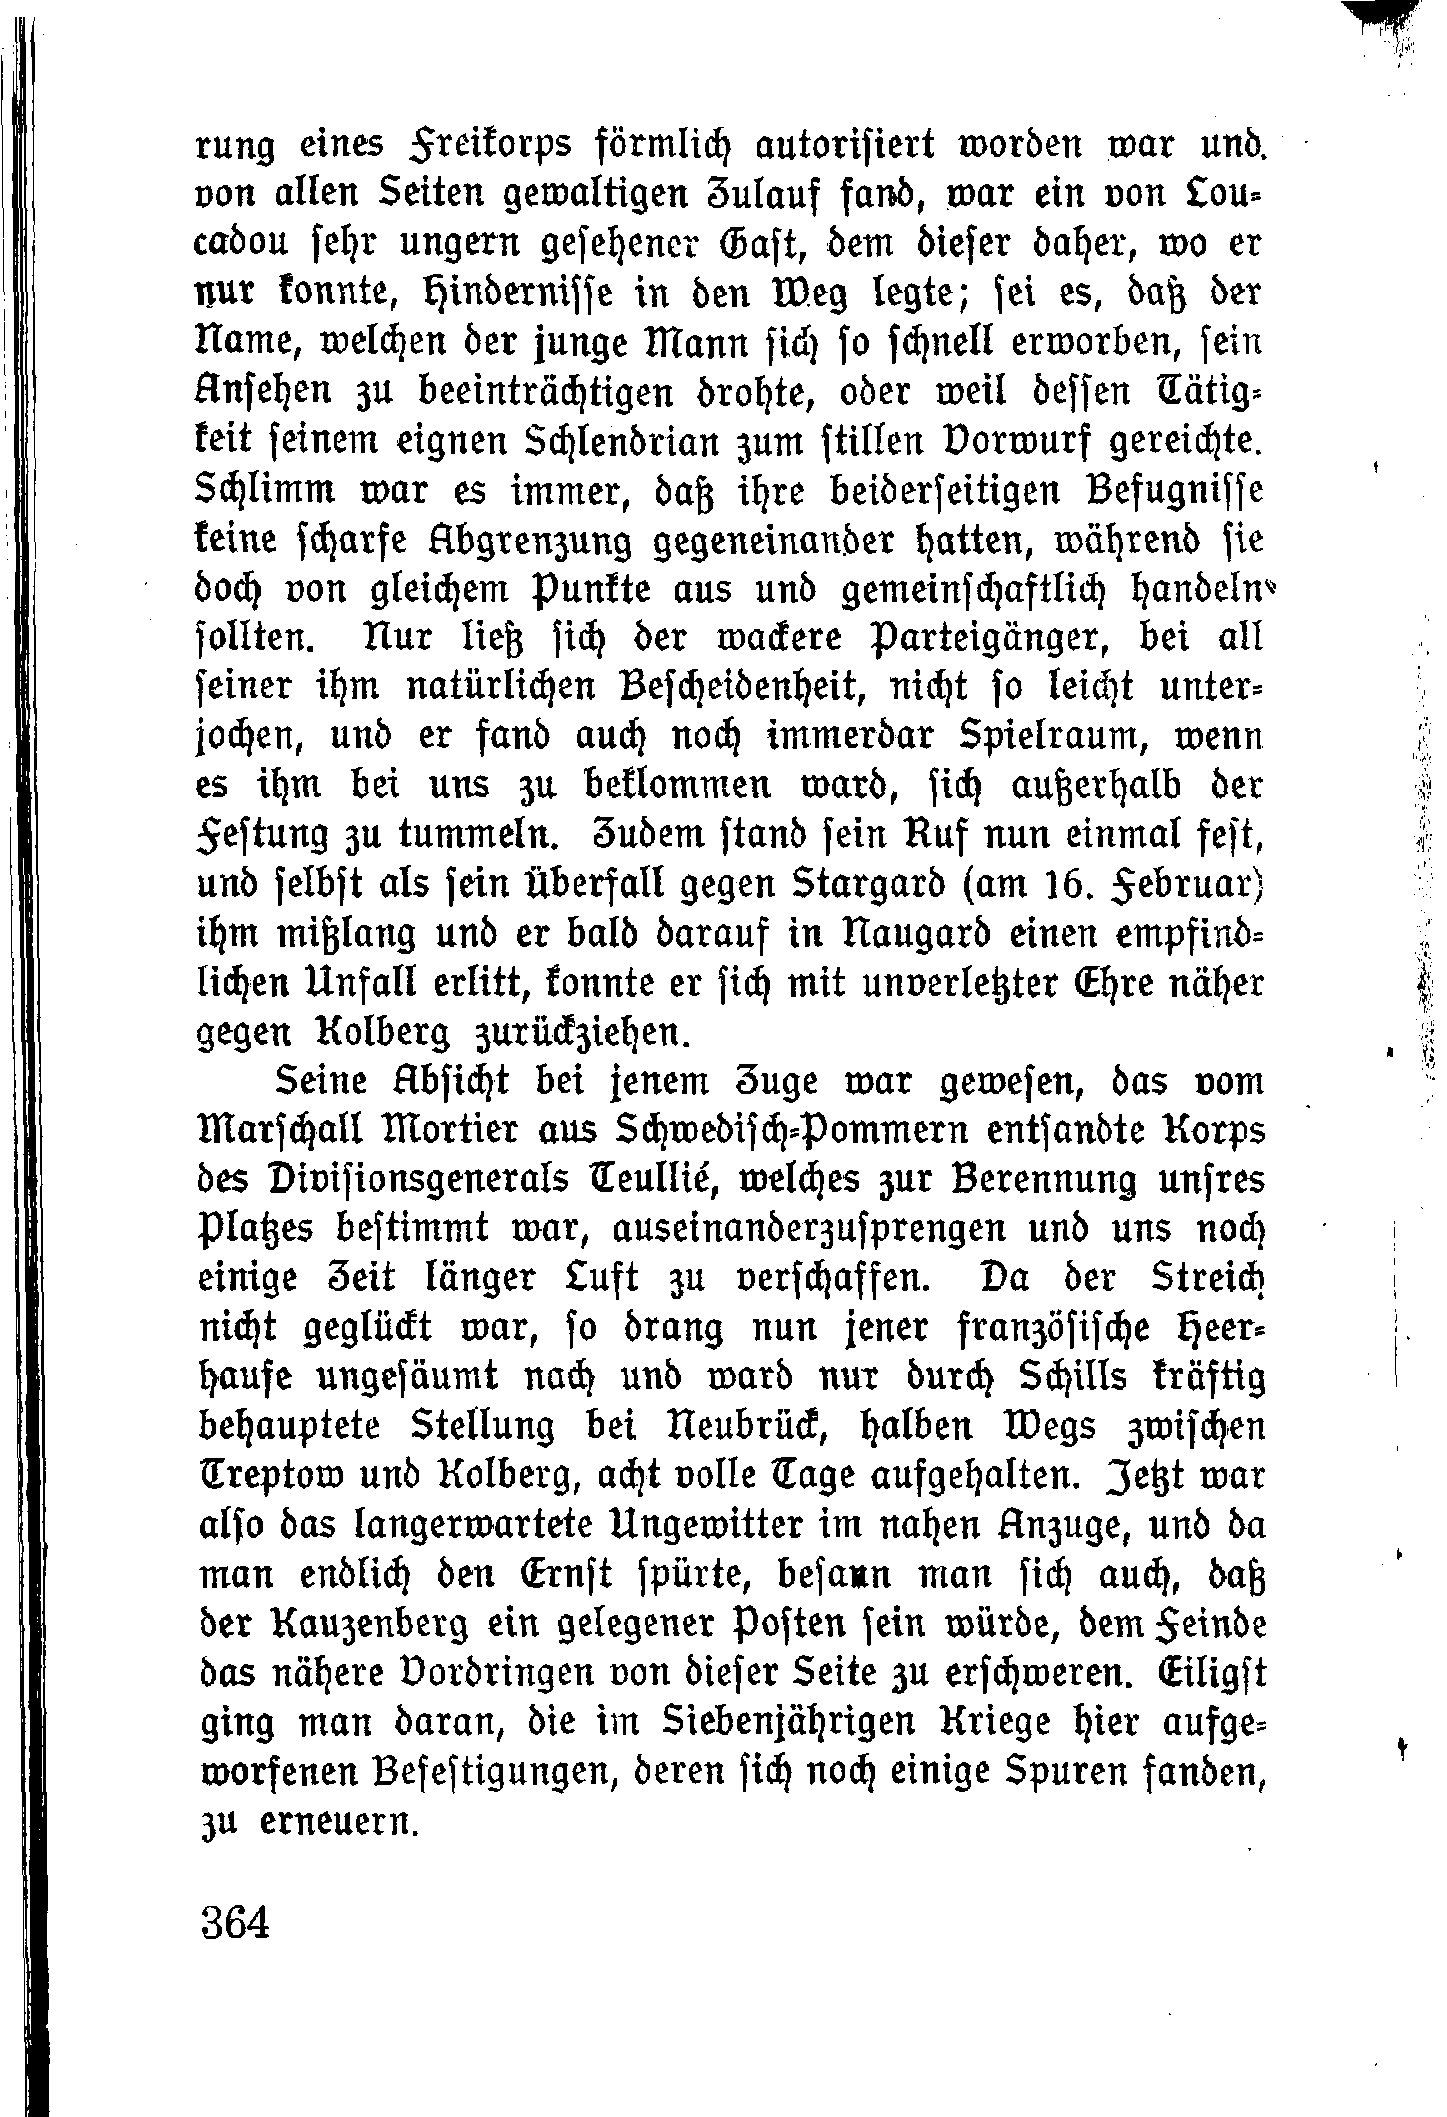 rung eines Freikorps förmlich autorisiert worden war und
von allen Seiten gewaltigen Zulauf fand, war ein von Lou-
cadou sehr ungern gesehener Gast, dem dieser daher, wo er
nur konnte, Hindernisse in den Weg legte; sei es, daß der
Name, welchen der junge Mann sich so schnell erworben, sein
Ansehen zu beeinträchtigen drohte, oder weil dessen Tätig-
keit seinem eignen Schlendrian zum stillen Vorwurf gereichte.
Schlimm war es immer, daß ihre beiderseitigen Befugnisse
keine scharfe Abgrenzung gegeneinander hatten, während sie
doch von gleichem Punkte aus und gemeinschaftlich handeln
sollten. Nur ließ sich der wackere Parteigänger, bei all
seiner ihm natürlichen Bescheidenheit, nicht so leicht unter-
jochen, und er fand auch noch immerdar Spielraum, wenn
es ihm bei uns zu beklommen ward, sich außerhalb der
Festung zu tummeln. Zudem stand sein Ruf nun einmal fest,
und selbst als sein Überfall gegen Stargard (am 16. Februar)
ihm mißlang und er bald darauf in Naugard einen empfind-
lichen Unfall erlitt, konnte er sich mit unverletzter Ehre näher
gegen Kolberg zurückziehen.
Seine Absicht bei jenem Zuge war gewesen, das vom
Marschall Mortier aus Schwedisch-Pommern entsandte Korps
des Divisionsgenerals Teullié, welches zur Berennung unsres
Platzes bestimmt war, auseinanderzusprengen und uns noch
einige Zeit länger Luft zu verschaffen. Da der Streich
nicht geglückt war, so drang nun jener französische Heer-
haufe ungesäumt nach und ward nur durch Schills kräftig
behauptete Stellung bei Neubrück, halben Wegs zwischen
Treptow und Kolberg, acht volle Tage aufgehalten. Jetzt war
also das langerwartete Ungewitter im nahen Anzuge, und da
man endlich den Ernst spürte, besann man sich auch, daß
der Kauzenberg ein gelegener Posten sein würde, dem Feinde
das nähere Vordringen von dieser Seite zu erschweren. Eiligst
ging man daran, die im Siebenjährigen Kriege hier aufge-
worfenen Befestigungen, deren sich noch einige Spuren fanden,
zu erneuern.
364